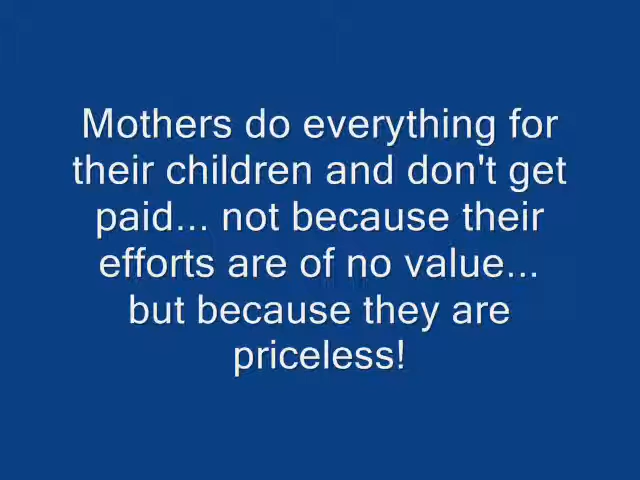 Mothers do everything for
their children and don't get
paid... not because their
efforts are of no value...
but because they are
priceless!